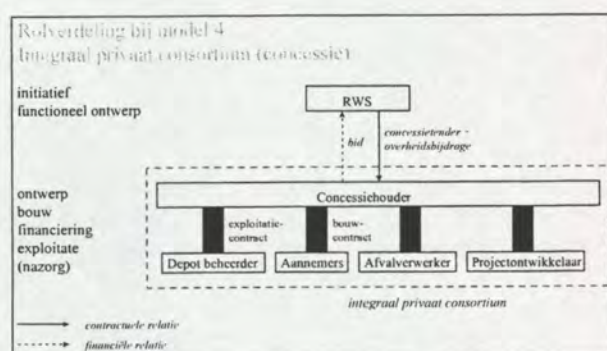 Rolverdeling bij model 4
Integraal privaat consortium (concessie)
initiatief
functioneel ontwerp
RWS
bid
concessietender -
overheidsbijdrage
ontwerp
bouw
financiering
exploitate
(nazorg)
Concessiehouder
exploitatie-
contract
bouw-
contract
Depot beheerder
Aannemers
Afvalverwerker
Projectontwikkelaar
integraal privaat consortium
contractuele relatie
financiële relatie